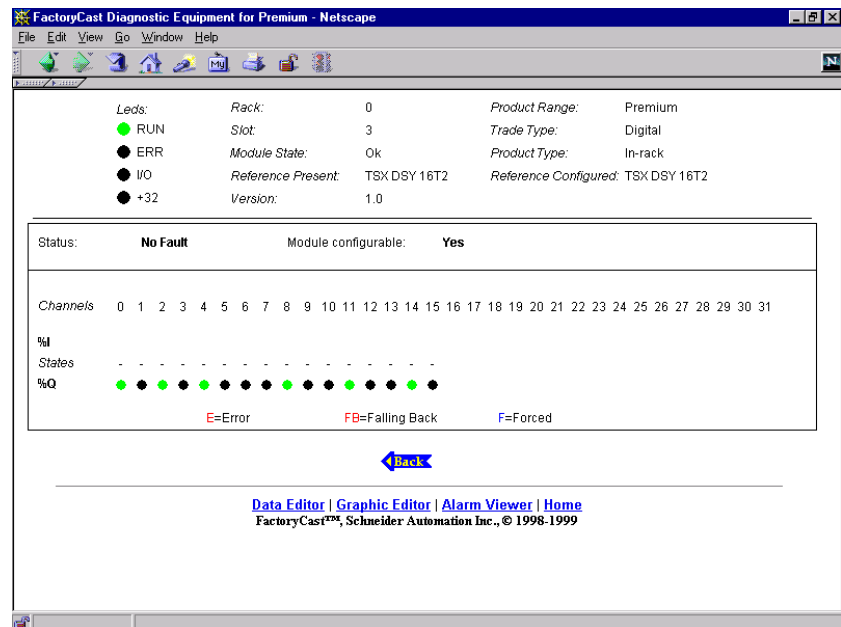 FactoryCast Diagnostic Equipment for Premium - Netscape
File Edit View Go Window Help
My
N
Leds: Rack: 0 Product Range: Premium
RUN Slot: 3 Trade Type: Digital
ERR Module State: Ok Product Type: In-rack
I/O Reference Present: TSX DSY 16T2 Reference Configured: TSX DSY 16T2
+32 Version: 1.0
Status: No Fault Module configurable: Yes
Channels 0 1 2 3 4 5 6 7 8 9 10 11 12 13 14 15 16 17 18 19 20 21 22 23 24 25 26 27 28 29 30 31
%I
States - - - - - - - - - - - - - - - -
%Q
E=Error FB=Falling Back F=Forced
Back
Data Editor | Graphic Editor | Alarm Viewer | Home
FactoryCast™, Schneider Automation Inc., © 1998-1999